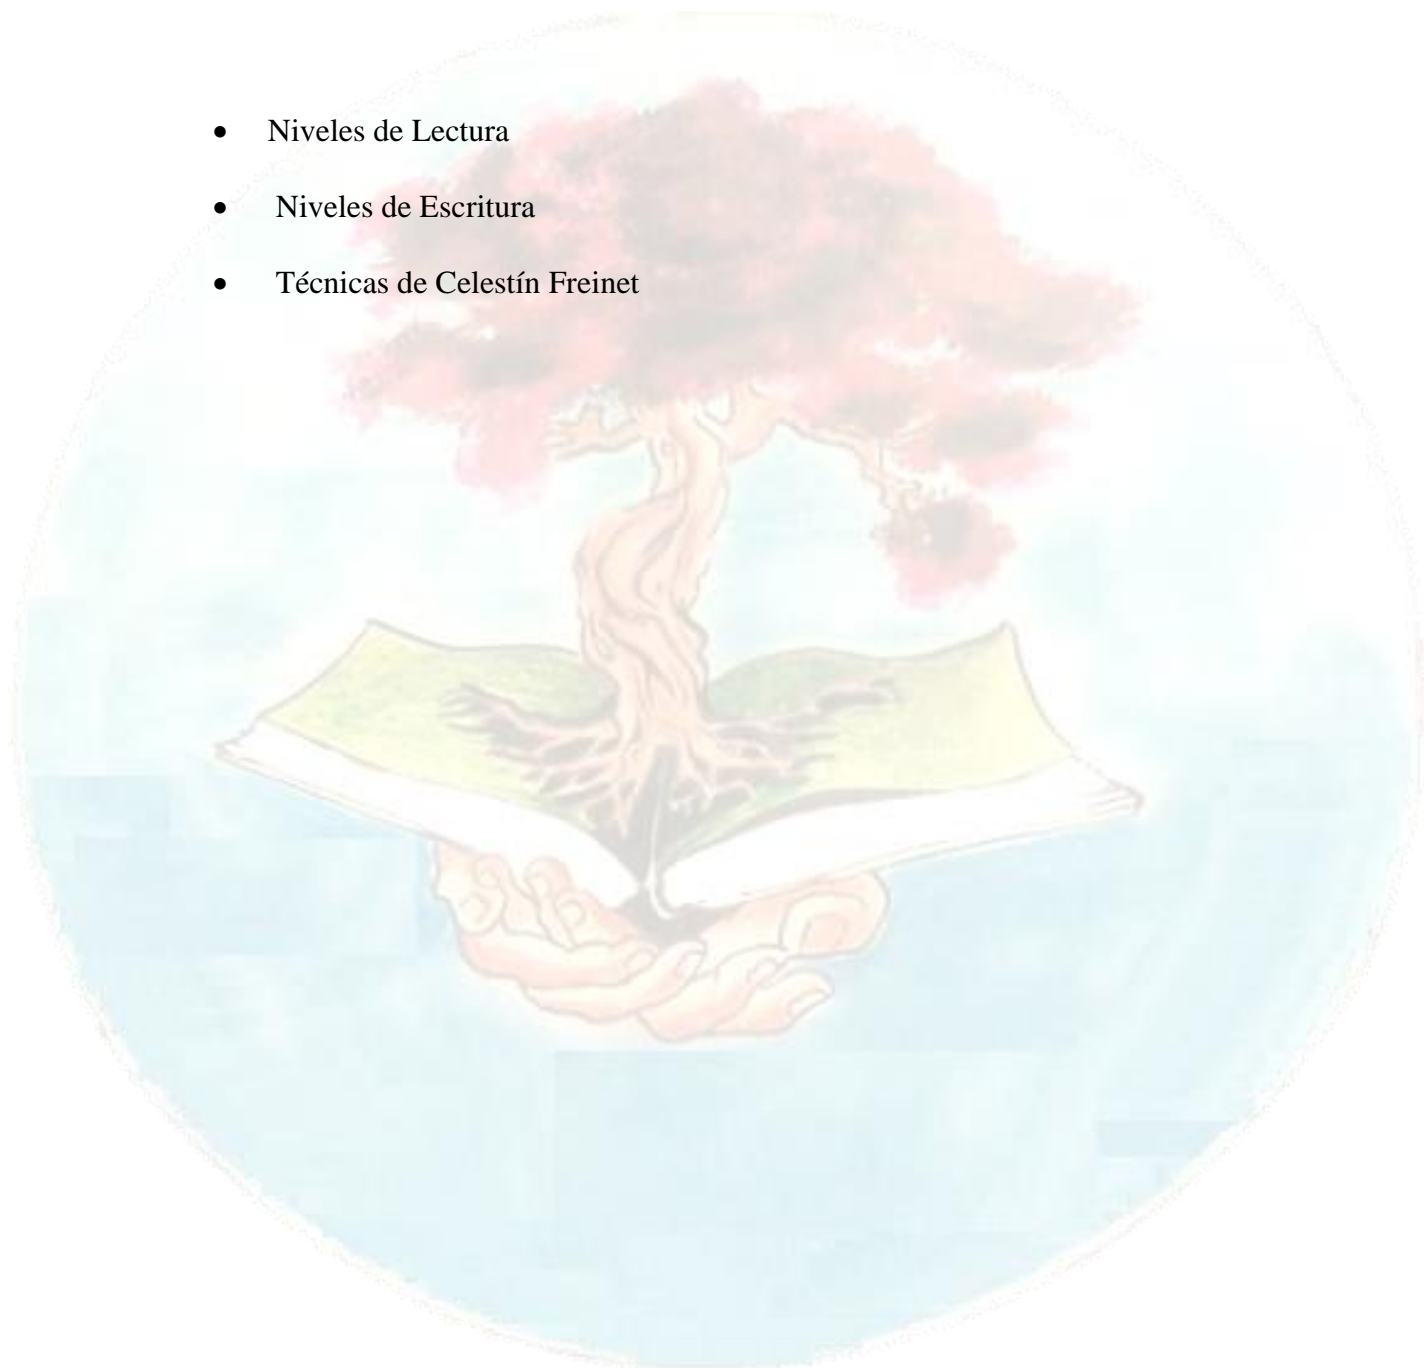 • Niveles de Lectura
• Niveles de Escritura
• Técnicas de Celestín Freinet